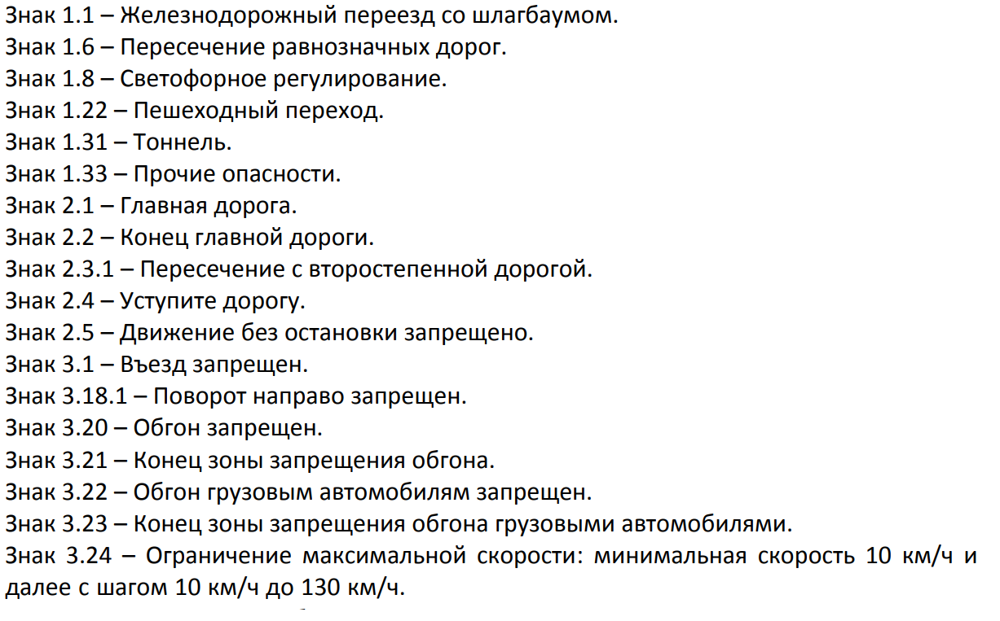 Знак 1.1 – Железнодорожный переезд со шлагбаумом.
Знак 1.6 – Пересечение равнозначных дорог.
Знак 1.8 – Светофорное регулирование.
Знак 1.22 – Пешеходный переход.
Знак 1.31 – Тоннель.
Знак 1.33 – Прочие опасности.
Знак 2.1 – Главная дорога.
Знак 2.2 – Конец главной дороги.
Знак 2.3.1 – Пересечение с второстепенной дорогой.
Знак 2.4 – Уступите дорогу.
Знак 2.5 – Движение без остановки запрещено.
Знак 3.1 – Въезд запрещен.
Знак 3.18.1 – Поворот направо запрещен.
Знак 3.20 – Обгон запрещен.
Знак 3.21 – Конец зоны запрещения обгона.
Знак 3.22 – Обгон грузовым автомобилям запрещен.
Знак 3.23 – Конец зоны запрещения обгона грузовыми автомобилями.
Знак 3.24 – Ограничение максимальной скорости: минимальная скорость 10 км/ч и
далее с шагом 10 км/ч до 130 км/ч.